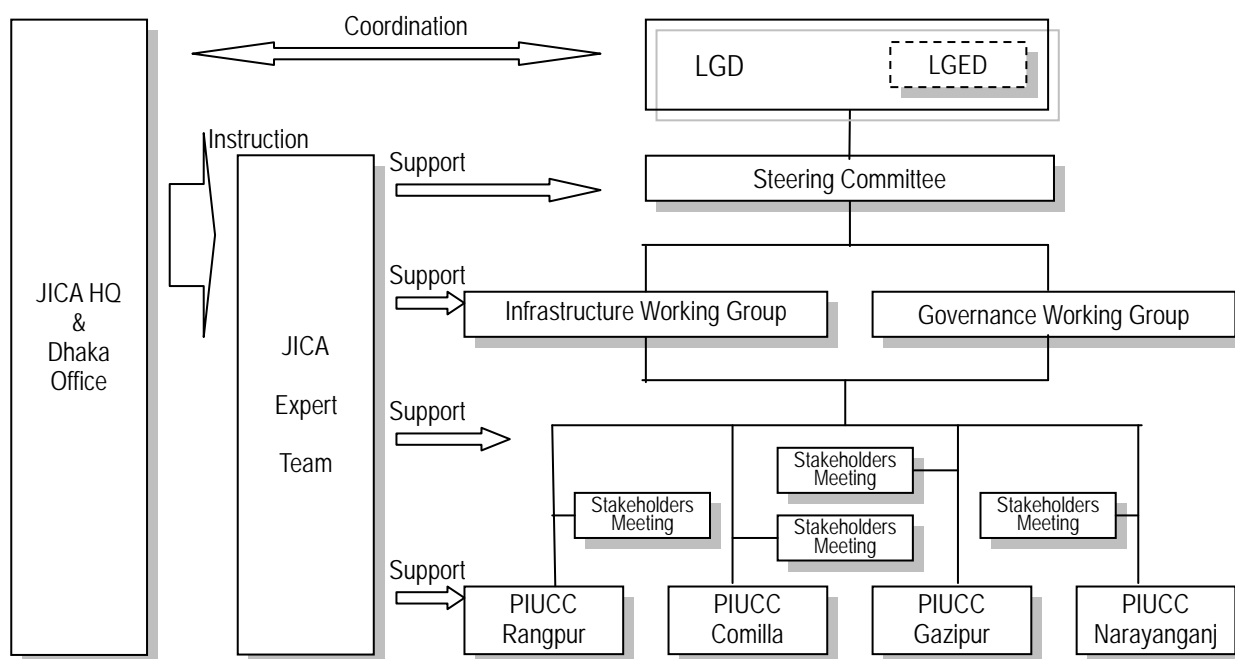 Coordination
LGD
LGED
Instruction
Support
Steering Committee
Support
Infrastructure Working Group
Governance Working Group
JICA HQ
&
Dhaka
Office
JICA
Expert
Team
Support
Stakeholders
Meeting
Stakeholders
Meeting
Stakeholders
Meeting
Stakeholders
Meeting
Support
PIUCC
Rangpur
PIUCC
Comilla
PIUCC
Gazipur
PIUCC
Narayanganj